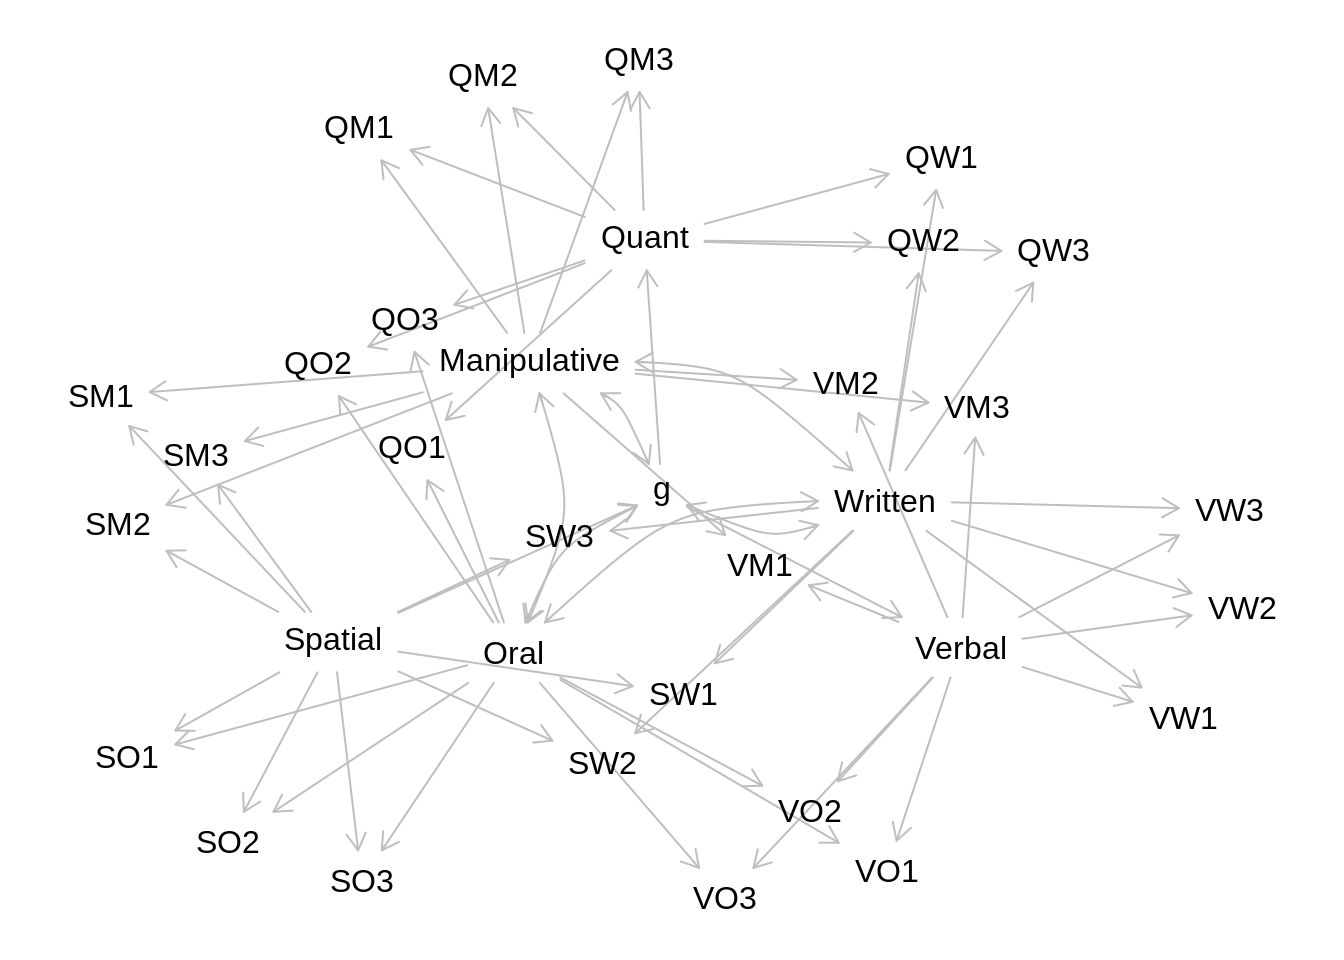 QM3
QM2
QM1
QW1
Quant
QW2
QW3
QO3
Manipulative
QO2
VM2
SM1
VM3
QO1
SM3
g
Written
VW3
SM2
SW3
VM1
VW2
Spatial
Oral
Verbal
SW1
VW1
SO1
SW2
VO2
SO2
VO1
SO3
VO3